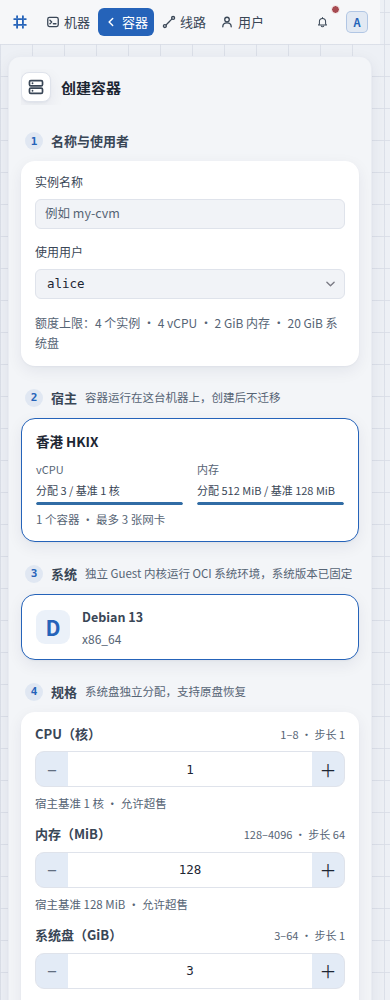 机器
容器
线路
用户
A
创建容器
1 名称与使用者
实例名称
例如 my-cvm
使用用户
alice
额度上限：4 个实例 · 4 vCPU · 2 GiB 内存 · 20 GiB 系
统盘
2 宿主 容器运行在这台机器上，创建后不迁移
香港 HKIX
vCPU 内存
分配 3 / 基准 1 核 分配 512 MiB / 基准 128 MiB
1 个容器 · 最多 3 张网卡
3 系统 独立 Guest 内核运行 OCI 系统环境，系统版本已固定
D Debian 13
x86_64
4 规格 系统盘独立分配，支持原盘恢复
CPU（核） 1–8 · 步长 1
− 1 +
宿主基准 1 核 · 允许超售
内存（MiB） 128–4096 · 步长 64
− 128 +
宿主基准 128 MiB · 允许超售
系统盘（GiB） 3–64 · 步长 1
− 3 +